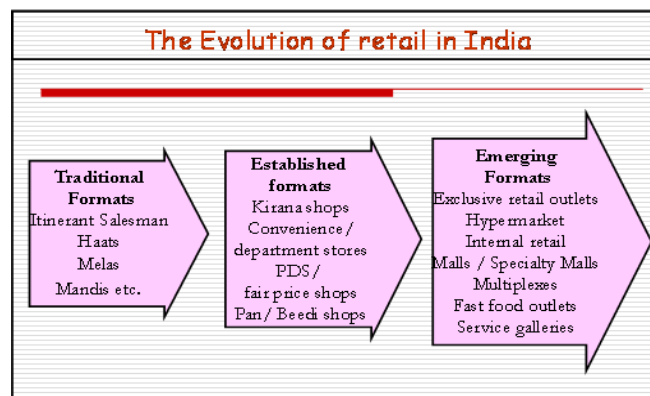 The Evolution of retail in India
Traditional
Formats
Itinerant Salesman
Haats
Melas
Mandis etc.
Established
formats
Kirana shops
Convenience/
department stores
PDS/
fair price shops
Pan/ Beedi shops
Emerging
Formats
Exclusive retail outlets
Hypermarket
Internal retail
Malls / Specialty Malls
Multiplexes
Fast food outlets
Service galleries